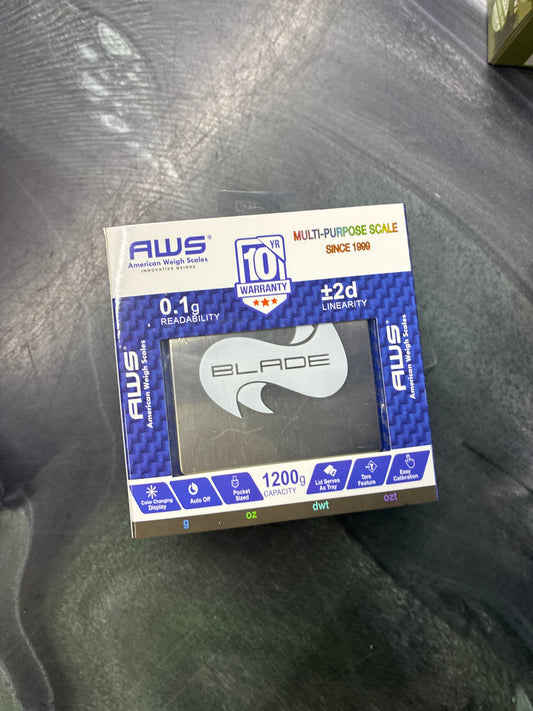 AWS®
American Weigh Scales
INNOVATIVE WEIGHS
10 YR
WARRANTY
MULTI-PURPOSE SCALE
SINCE 1999
0.1g
READABILITY
±2d
LINEARITY
AWS
American Weigh Scales
BLADE
AWS
American Weigh Scales
Color Changing
Display
Auto Off
Pocket
Sized
1200g
CAPACITY
Lid Serves
As Tray
Tare
Feature
Easy
Calibration
g oz dwt ozt